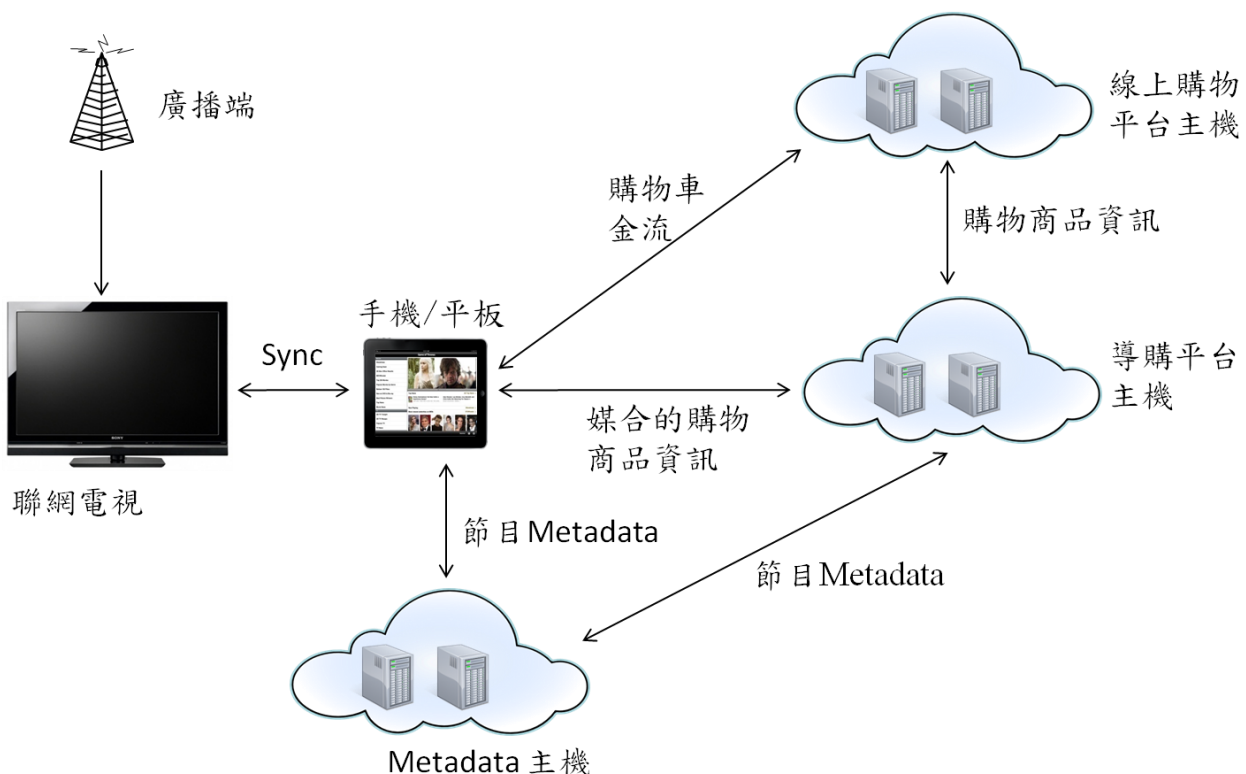 廣播端
線上購物
平台主機
購物車
金流
購物商品資訊
手機/平板
Sync
導購平台
主機
媒合的購物
商品資訊
聯網電視
節目Metadata
節目Metadata
Metadata 主機
SONY